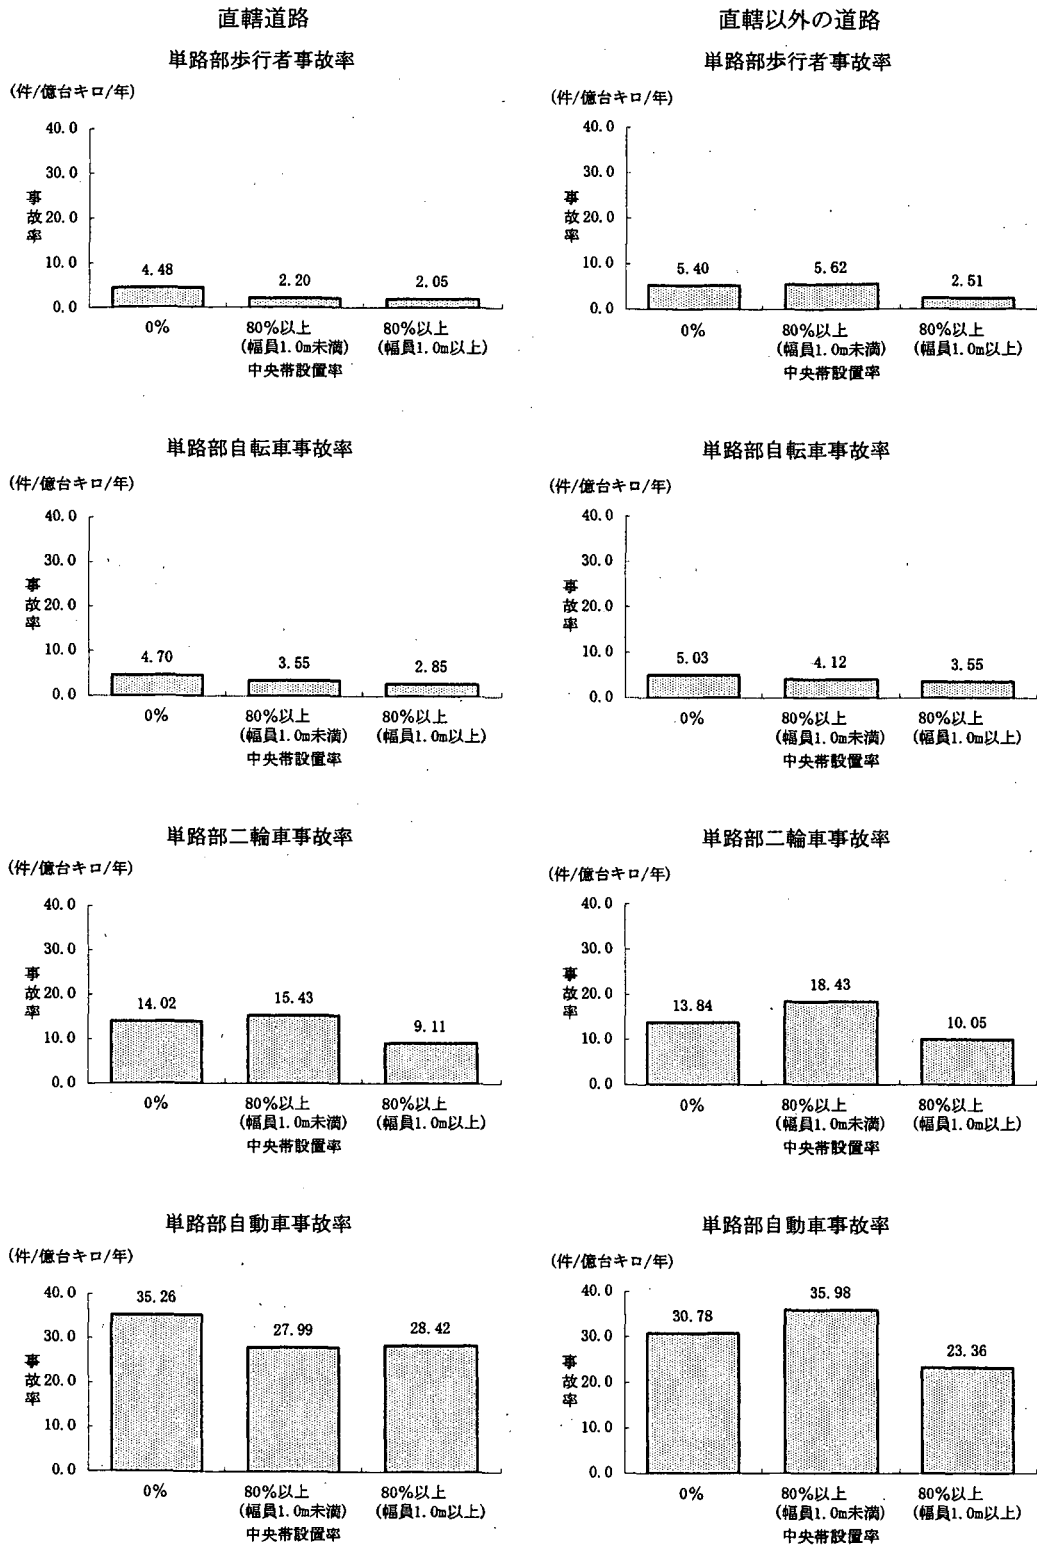 直轄道路
単路部歩行者事故率
(件/億台キロ/年)
40.0
30.0
20.0
10.0
0.0
事故率
4.48
2.20
2.05
0%
80%以上
(幅員1.0m未満)
80%以上
(幅員1.0m以上)
中央帯設置率
単路部自転車事故率
(件/億台キロ/年)
40.0
30.0
20.0
10.0
0.0
事故率
4.70
3.55
2.85
0%
80%以上
(幅員1.0m未満)
80%以上
(幅員1.0m以上)
中央帯設置率
単路部二輪車事故率
(件/億台キロ/年)
40.0
30.0
20.0
10.0
0.0
事故率
14.02
15.43
9.11
0%
80%以上
(幅員1.0m未満)
80%以上
(幅員1.0m以上)
中央帯設置率
単路部自動車事故率
(件/億台キロ/年)
40.0
30.0
20.0
10.0
0.0
事故率
35.26
27.99
28.42
0%
80%以上
(幅員1.0m未満)
80%以上
(幅員1.0m以上)
中央帯設置率
直轄以外の道路
単路部歩行者事故率
(件/億台キロ/年)
40.0
30.0
20.0
10.0
0.0
事故率
5.40
5.62
2.51
0%
80%以上
(幅員1.0m未満)
80%以上
(幅員1.0m以上)
中央帯設置率
単路部自転車事故率
(件/億台キロ/年)
40.0
30.0
20.0
10.0
0.0
事故率
5.03
4.12
3.55
0%
80%以上
(幅員1.0m未満)
80%以上
(幅員1.0m以上)
中央帯設置率
単路部二輪車事故率
(件/億台キロ/年)
40.0
30.0
20.0
10.0
0.0
事故率
13.84
18.43
10.05
0%
80%以上
(幅員1.0m未満)
80%以上
(幅員1.0m以上)
中央帯設置率
単路部自動車事故率
(件/億台キロ/年)
40.0
30.0
20.0
10.0
0.0
事故率
30.78
35.98
23.36
0%
80%以上
(幅員1.0m未満)
80%以上
(幅員1.0m以上)
中央帯設置率